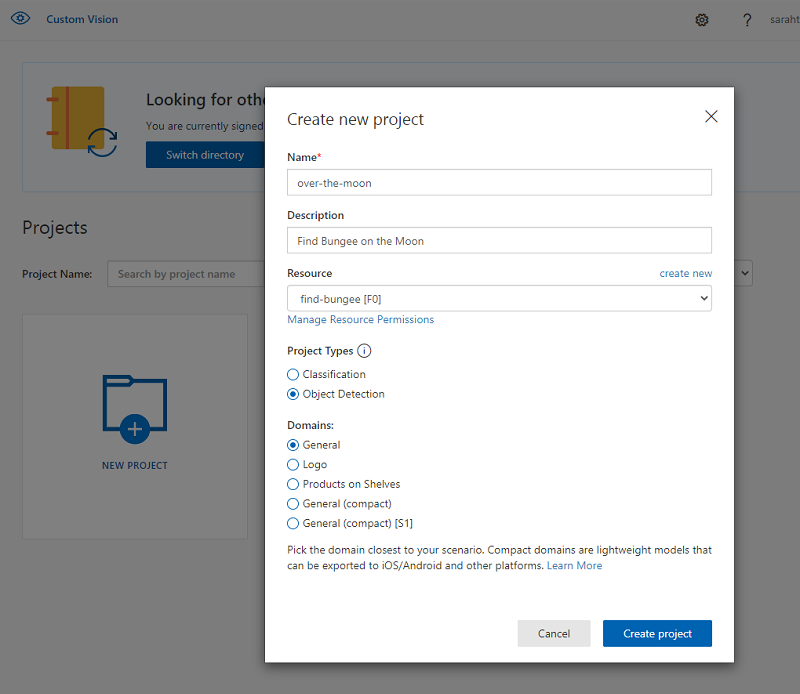 Custom Vision
?
saraht
Looking for othe
You are currently signed
Switch directory
Projects
Project Name:
Search by project name
NEW PROJECT
Create new project
Name*
over-the-moon
Description
Find Bungee on the Moon
Resource
create new
find-bungee [F0]
Manage Resource Permissions
Project Types
Classification
Object Detection
Domains:
General
Logo
Products on Shelves
General (compact)
General (compact) [S1]
Pick the domain closest to your scenario. Compact domains are lightweight models that
can be exported to iOS/Android and other platforms. Learn More
Cancel
Create project